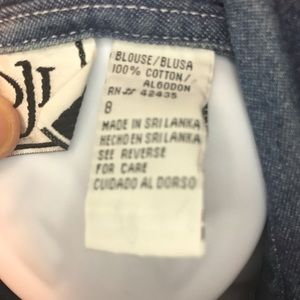 BLOUSE/BLUSA
100% COTTON/
ALGODON
RN# 42435
8
MADE IN SRI LANKA
HECHO EN SRI LANKA
SEE REVERSE
FOR CARE
CUIDADO AL DORSO